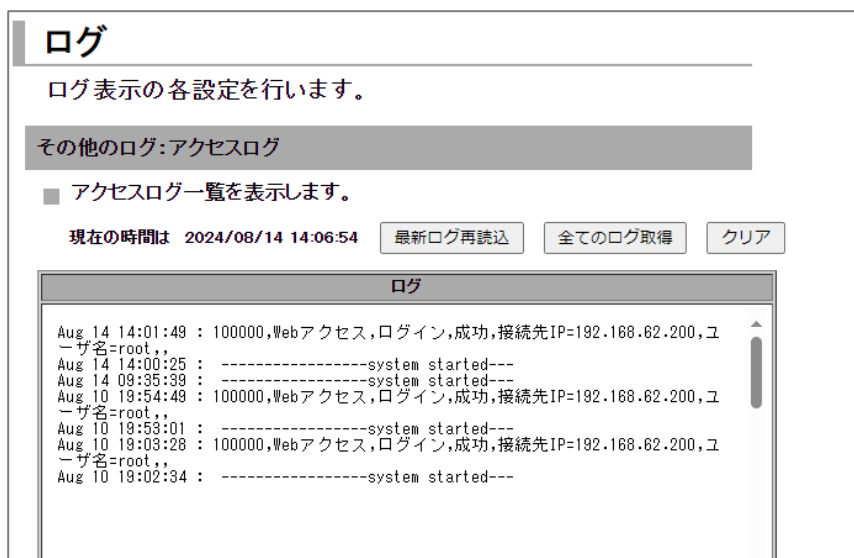 ログ
ログ表示の各設定を行います。
その他のログ:アクセスログ
アクセスログ一覧を表示します。
現在の時間は 2024/08/14 14:06:54 最新ログ再読込 全てのログ取得 クリア
ログ
Aug 14 14:01:49 : 100000,Webアクセス,ログイン,成功,接続先IP=192.168.62.200,ユ
ーザ名=root,,
Aug 14 14:00:25 : -----------------system started---
Aug 14 09:35:39 : -----------------system started---
Aug 10 19:54:49 : 100000,Webアクセス,ログイン,成功,接続先IP=192.168.62.200,ユ
ーザ名=root,,
Aug 10 19:53:01 : -----------------system started---
Aug 10 19:03:28 : 100000,Webアクセス,ログイン,成功,接続先IP=192.168.62.200,ユ
ーザ名=root,,
Aug 10 19:02:34 : -----------------system started---